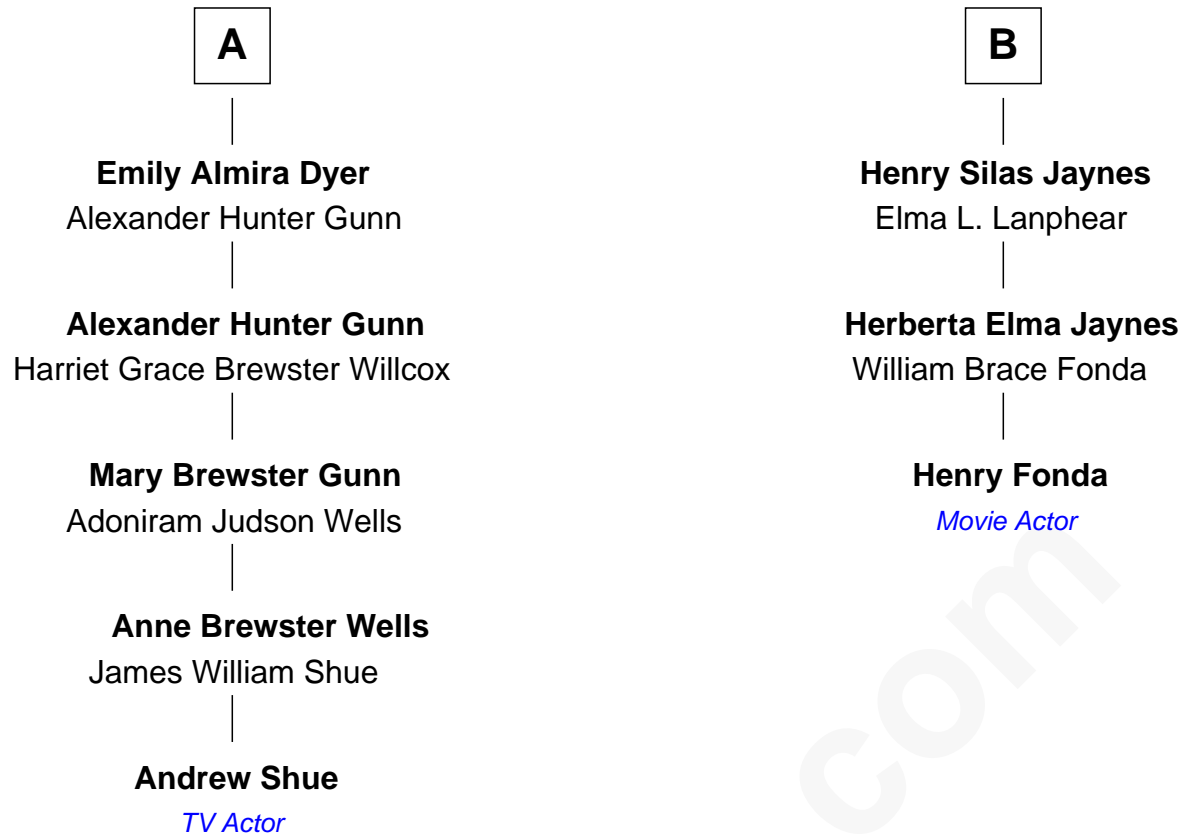 A
Emily Almira Dyer
Alexander Hunter Gunn
Alexander Hunter Gunn
Harriet Grace Brewster Willcox
Mary Brewster Gunn
Adoniram Judson Wells
Anne Brewster Wells
James William Shue
Andrew Shue
TV Actor
B
Henry Silas Jaynes
Elma L. Lanphear
Herberta Elma Jaynes
William Brace Fonda
Henry Fonda
Movie Actor
com